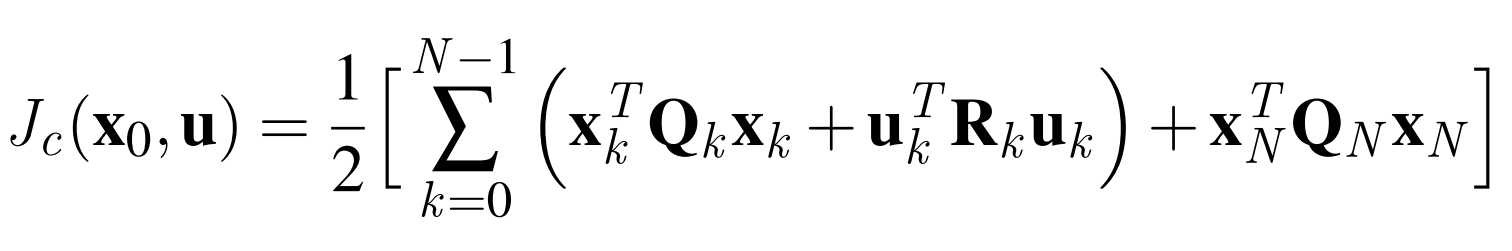 $J_c(\mathbf{x}_0, \mathbf{u}) = \frac{1}{2}\Big[\sum_{k=0}^{N-1}\Big(\mathbf{x}_k^T\mathbf{Q}_k\mathbf{x}_k + \mathbf{u}_k^T\mathbf{R}_k\mathbf{u}_k\Big) + \mathbf{x}_N^T\mathbf{Q}_N\mathbf{x}_N\Big]$